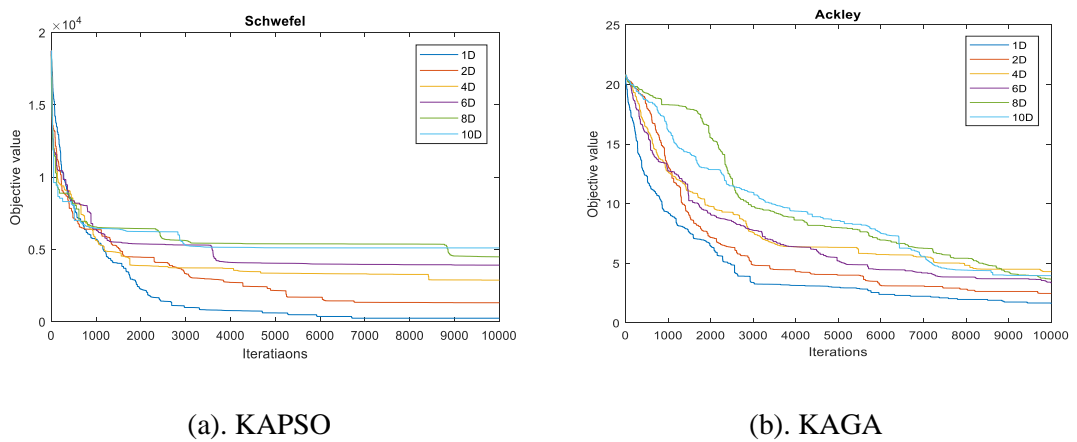 Schwefel
×10^4
2
1.5
1
0.5
0
Objective value
0 1000 2000 3000 4000 5000 6000 7000 8000 9000 10000
Iteratiaons
1D
2D
4D
6D
8D
10D
(a). KAPSO
Ackley
25
20
15
10
5
0
Objective value
0 1000 2000 3000 4000 5000 6000 7000 8000 9000 10000
Iterations
1D
2D
4D
6D
8D
10D
(b). KAGA